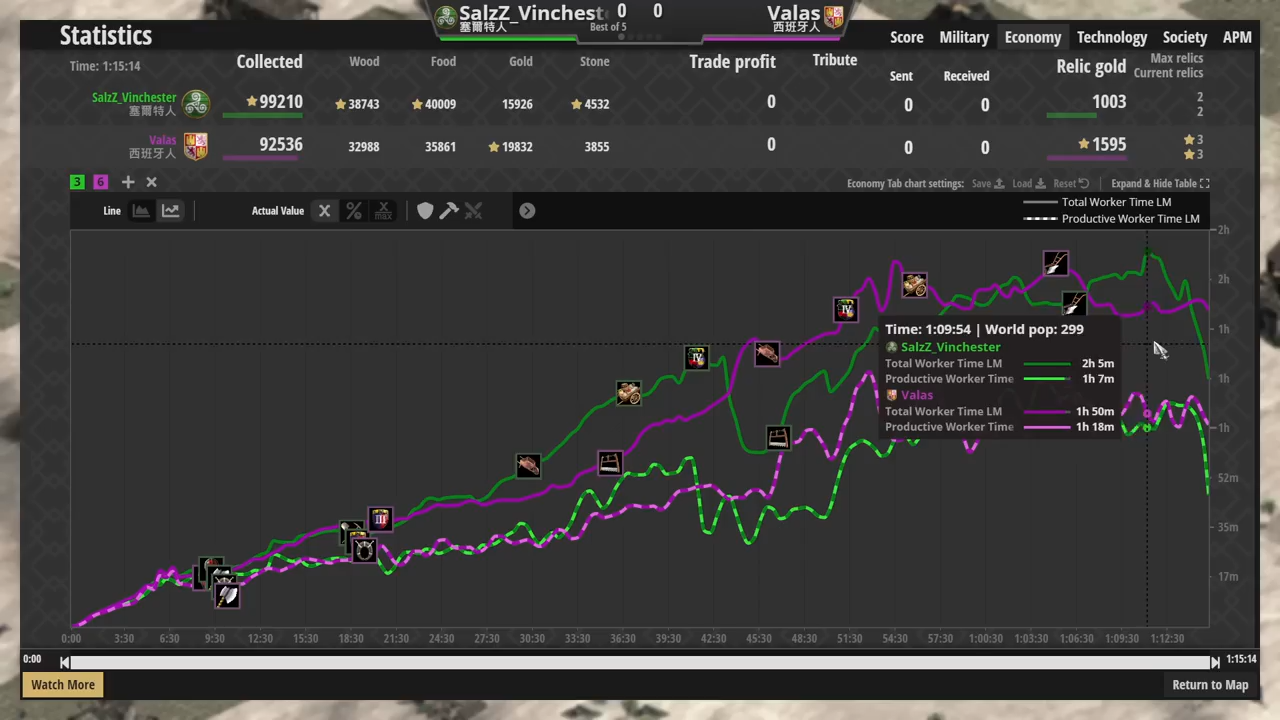 SalzZ_Vinchest
塞爾特人
0 0
Best of 5
Valas
西班牙人
Statistics
Score Military Economy Technology Society APM
Time: 1:15:14
Collected Wood Food Gold Stone Trade profit Tribute Sent Received Relic gold Max relics
Current relics
SalzZ_Vinchester
塞爾特人
99210 38743 40009 15926 4532 0 0 0 1003 2
2
Valas
西班牙人
92536 32988 35861 19832 3855 0 0 0 1595 3
3
3 6
Economy Tab chart settings: Save Load Reset Expand & Hide Table
Line Actual Value
Total Worker Time LM
Productive Worker Time LM
2h
2h
1h
1h
1h
52m
35m
17m
IV
IV
III
Time: 1:09:54 | World pop: 299
SalzZ_Vinchester
Total Worker Time LM 2h 5m
Productive Worker Time 1h 7m
Valas
Total Worker Time LM 1h 50m
Productive Worker Time 1h 18m
0:00 3:30 6:30 9:30 12:30 15:30 18:30 21:30 24:30 27:30 30:30 33:30 36:30 39:30 42:30 45:30 48:30 51:30 54:30 57:30 1:00:30 1:03:30 1:06:30 1:09:30 1:12:30
0:00 1:15:14
Watch More Return to Map